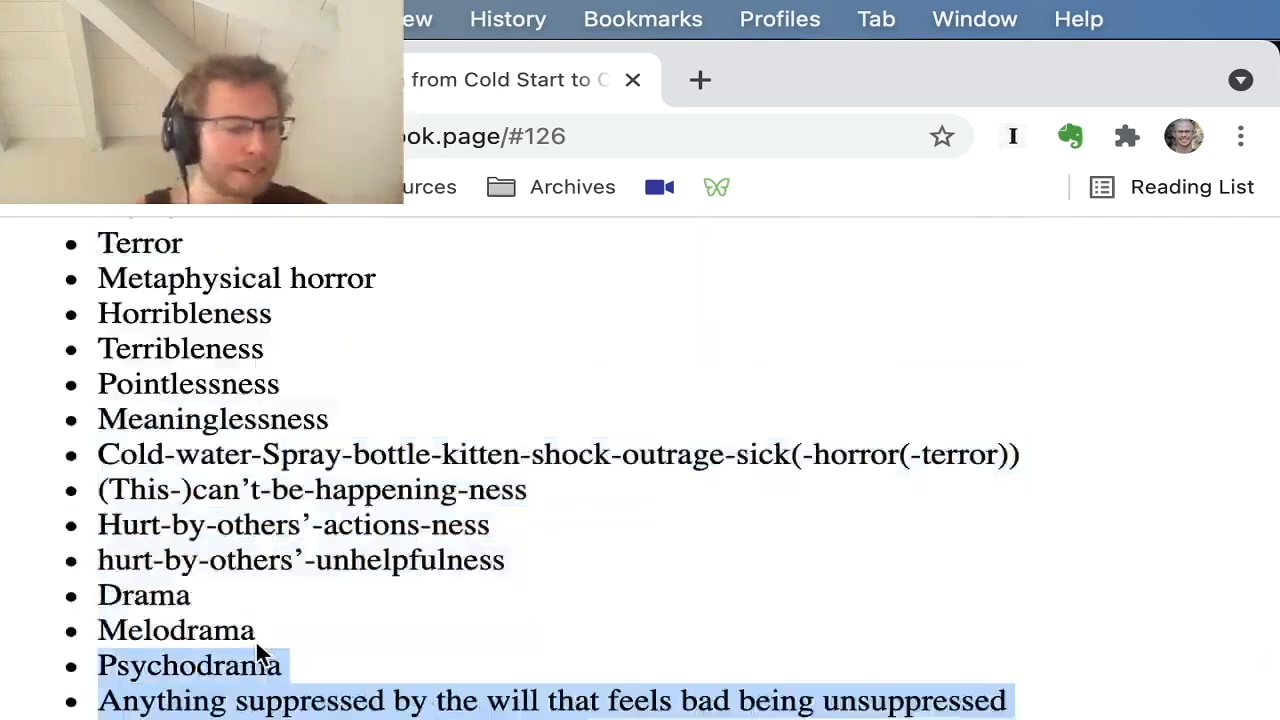 ew History Bookmarks Profiles Tab Window Help
from Cold Start to C
ok.page/#126
urces Archives Reading List
Terror
Metaphysical horror
Horribleness
Terribleness
Pointlessness
Meaninglessness
Cold-water-Spray-bottle-kitten-shock-outrage-sick(-horror(-terror))
(This-)can’t-be-happening-ness
Hurt-by-others’-actions-ness
hurt-by-others’-unhelpfulness
Drama
Melodrama
Psychodrama
Anything suppressed by the will that feels bad being unsuppressed